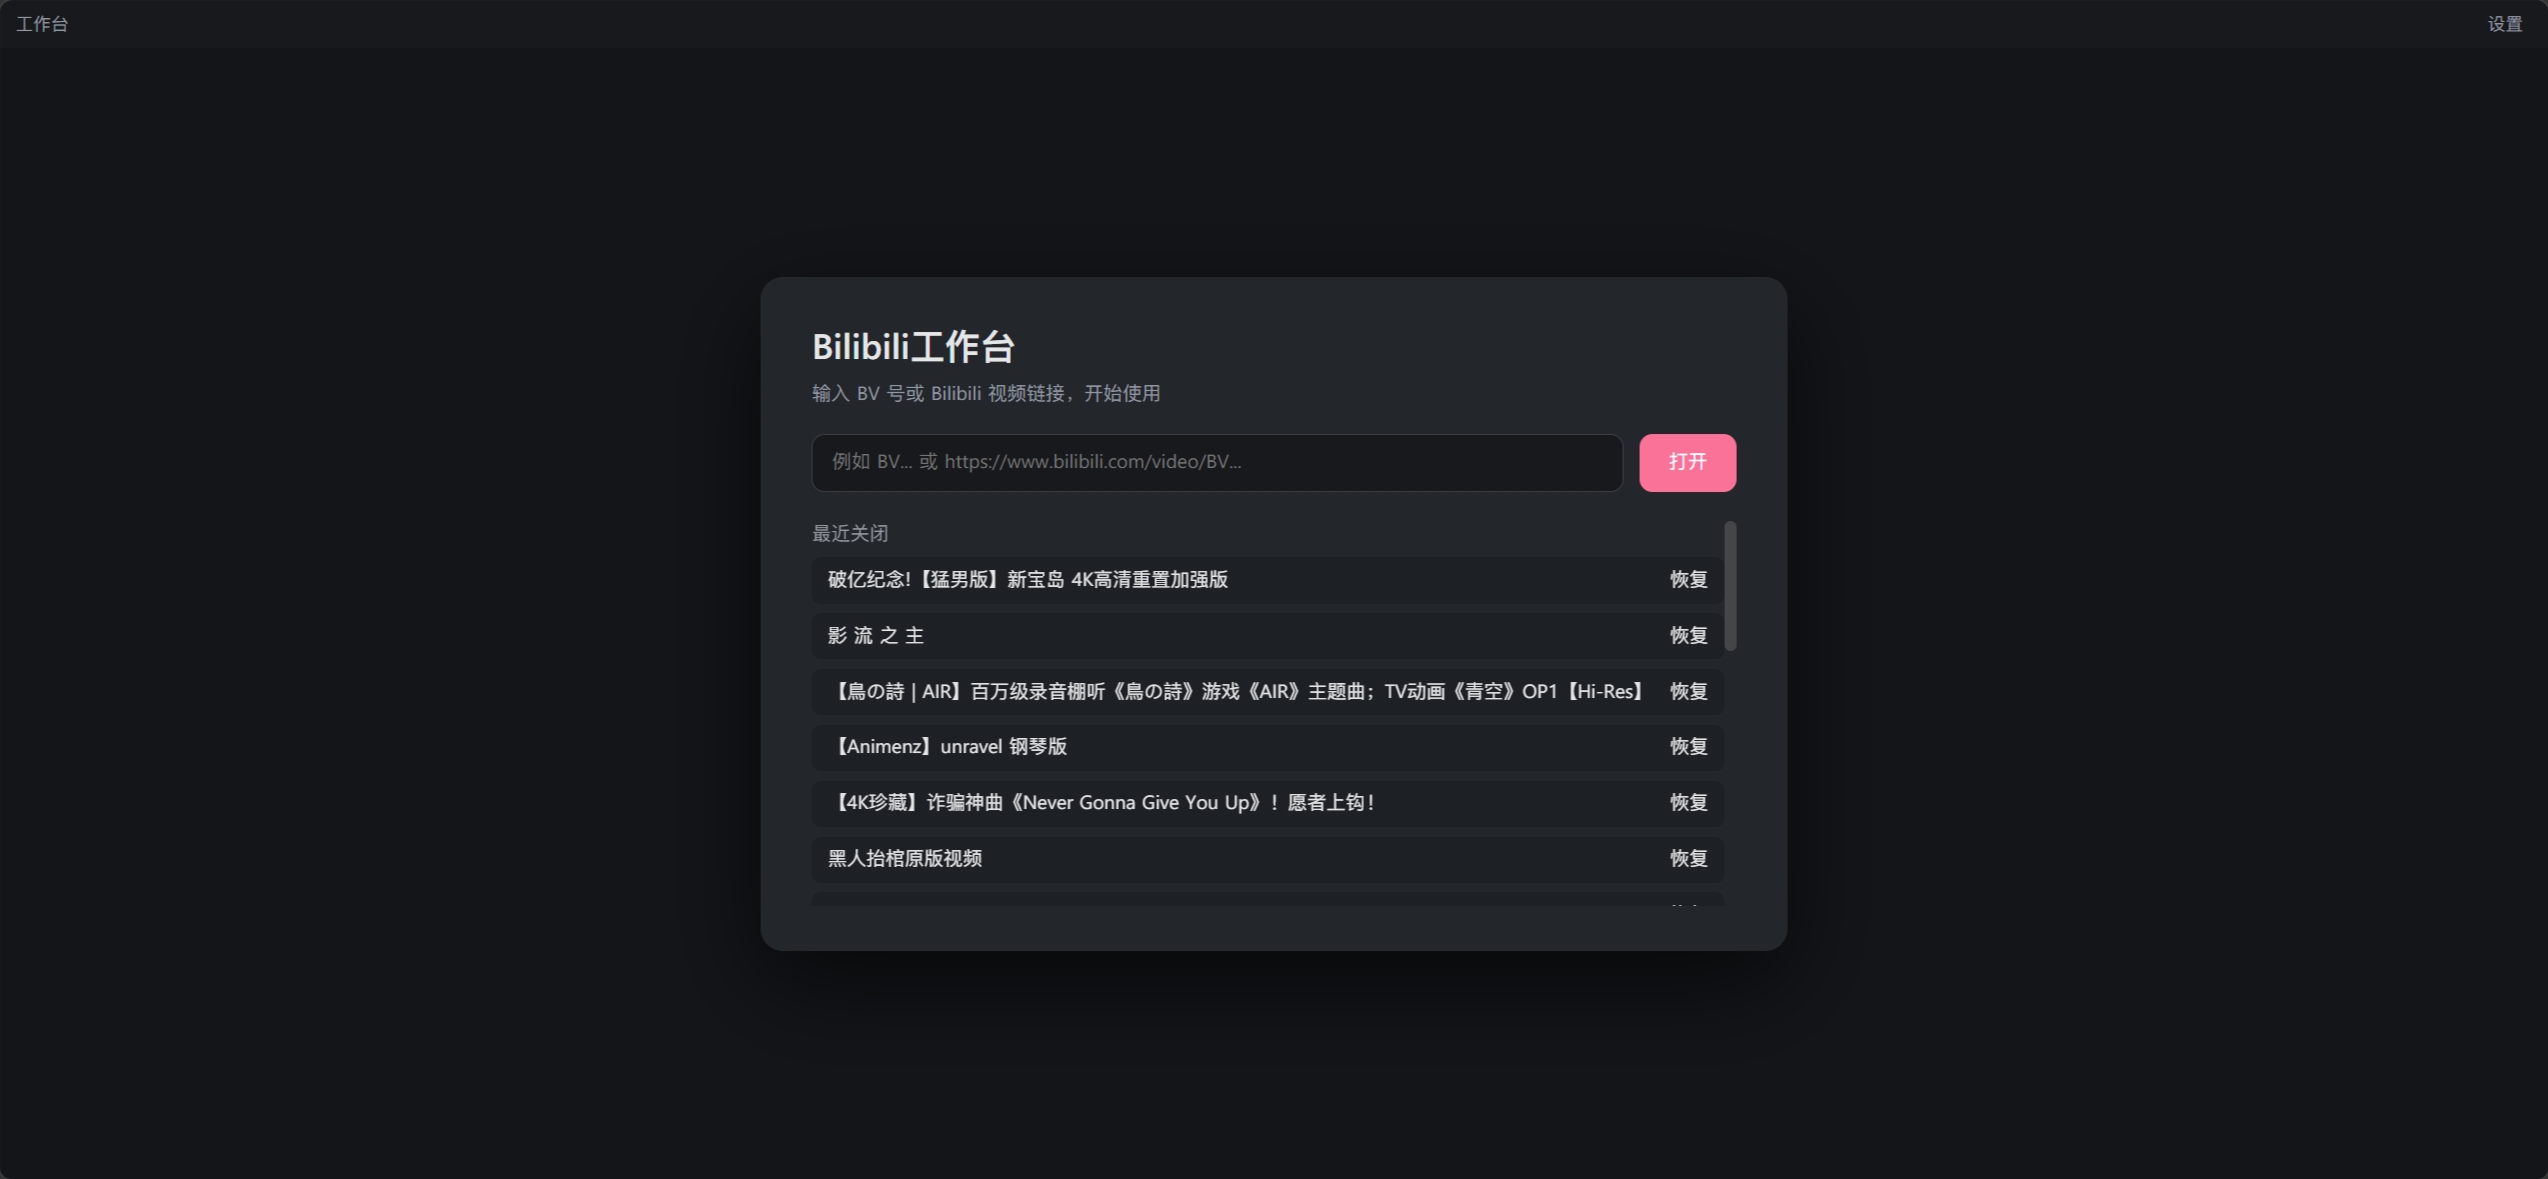 工作台
设置
Bilibili工作台
输入 BV 号或 Bilibili 视频链接，开始使用
例如 BV... 或 https://www.bilibili.com/video/BV...
打开
最近关闭
破亿纪念!【猛男版】新宝岛 4K高清重置加强版 恢复
影 流 之 主 恢复
【鳥の詩 | AIR】百万级录音棚听《鳥の詩》游戏《AIR》主题曲；TV动画《青空》OP1【Hi-Res】 恢复
【Animenz】unravel 钢琴版 恢复
【4K珍藏】诈骗神曲《Never Gonna Give You Up》！愿者上钩！ 恢复
黑人抬棺原版视频 恢复